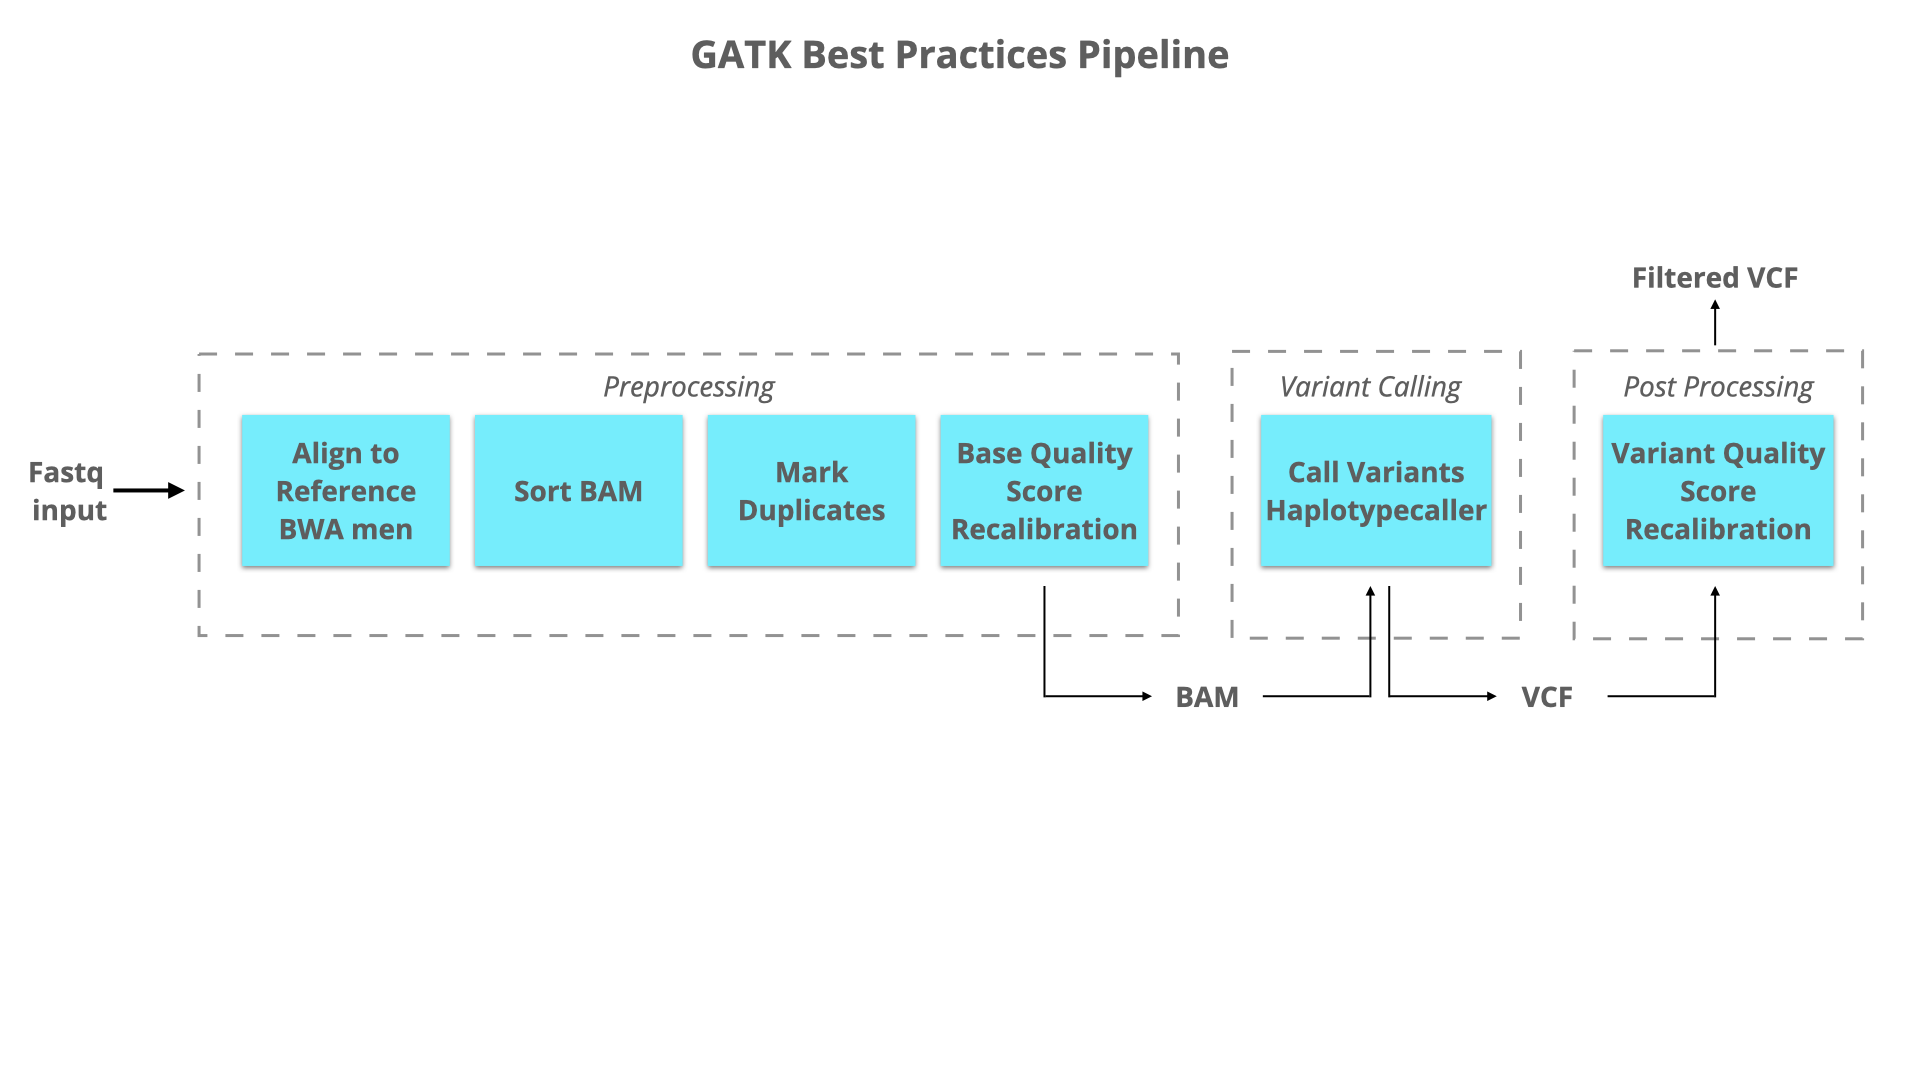 GATK Best Practices Pipeline
Fastq
input
Preprocessing
Align to
Reference
BWA men
Sort BAM
Mark
Duplicates
Base Quality
Score
Recalibration
BAM
Variant Calling
Call Variants
Haplotypecaller
VCF
Post Processing
Variant Quality
Score
Recalibration
Filtered VCF